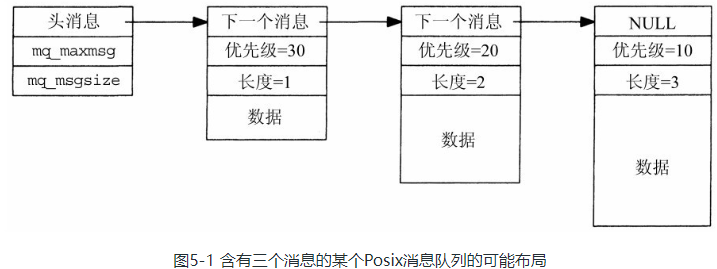 头消息
mq_maxmsg
mq_msgsize
下一个消息
优先级=30
长度=1
数据
下一个消息
优先级=20
长度=2
数据
NULL
优先级=10
长度=3
数据
图5-1 含有三个消息的某个Posix消息队列的可能布局